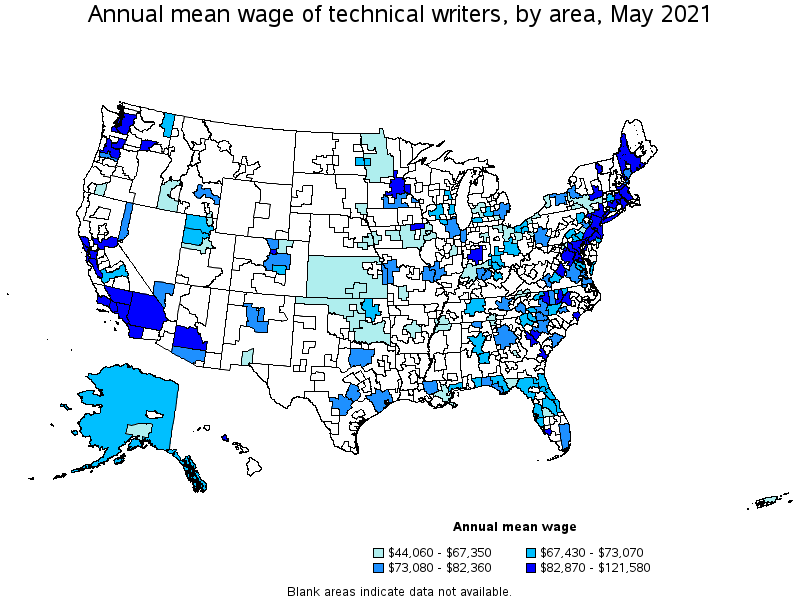 Annual mean wage of technical writers, by area, May 2021
Annual mean wage
$44,060 - $67,350 $67,430 - $73,070
$73,080 - $82,360 $82,870 - $121,580
Blank areas indicate data not available.